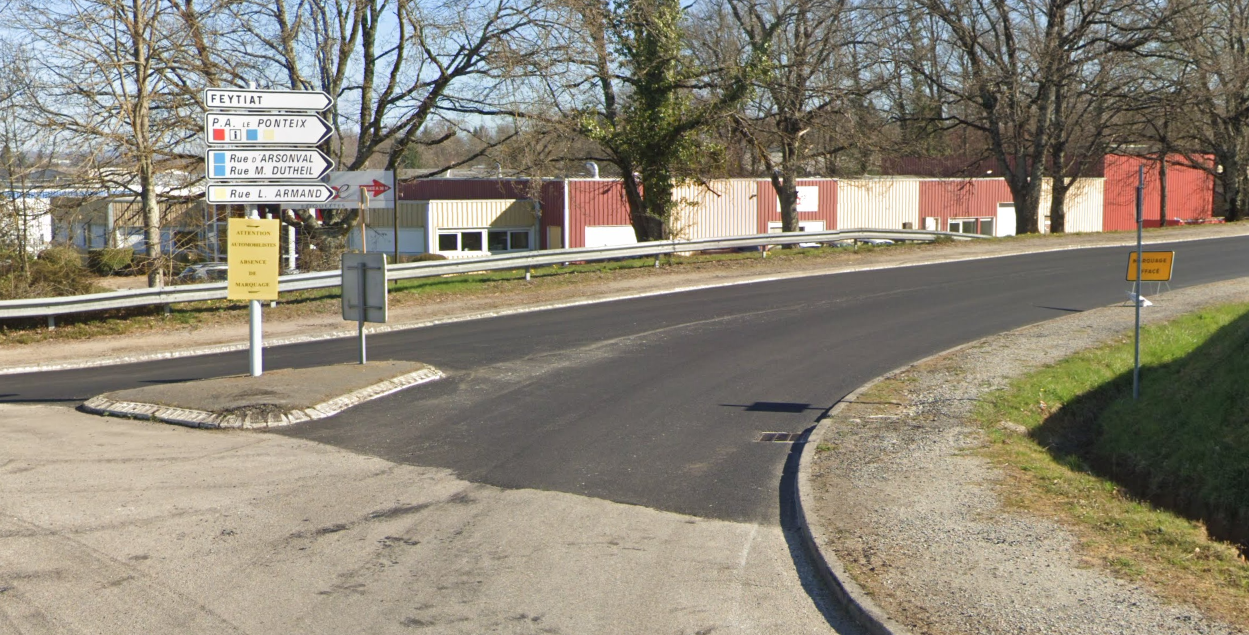 FEYTIAT
P.A. LE PONTEIX
i
Rue d'ARSONVAL
Rue M. DUTHEIL
Rue L. ARMAND
ATTENTION
AUTOMOBILISTES
ABSENCE
DE
MARQUAGE
MARQUAGE
EFFACÉ